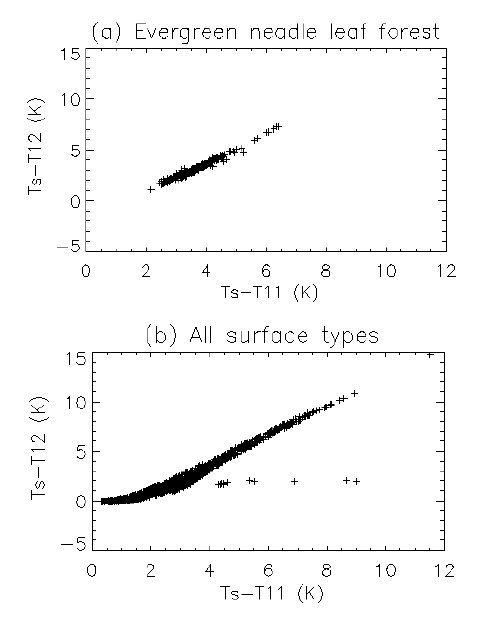 (a) Evergreen neadle leaf forest
15
10
5
0
−5
Ts−T12 (K)
0 2 4 6 8 10 12
Ts−T11 (K)
(b) All surface types
15
10
5
0
−5
Ts−T12 (K)
0 2 4 6 8 10 12
Ts−T11 (K)